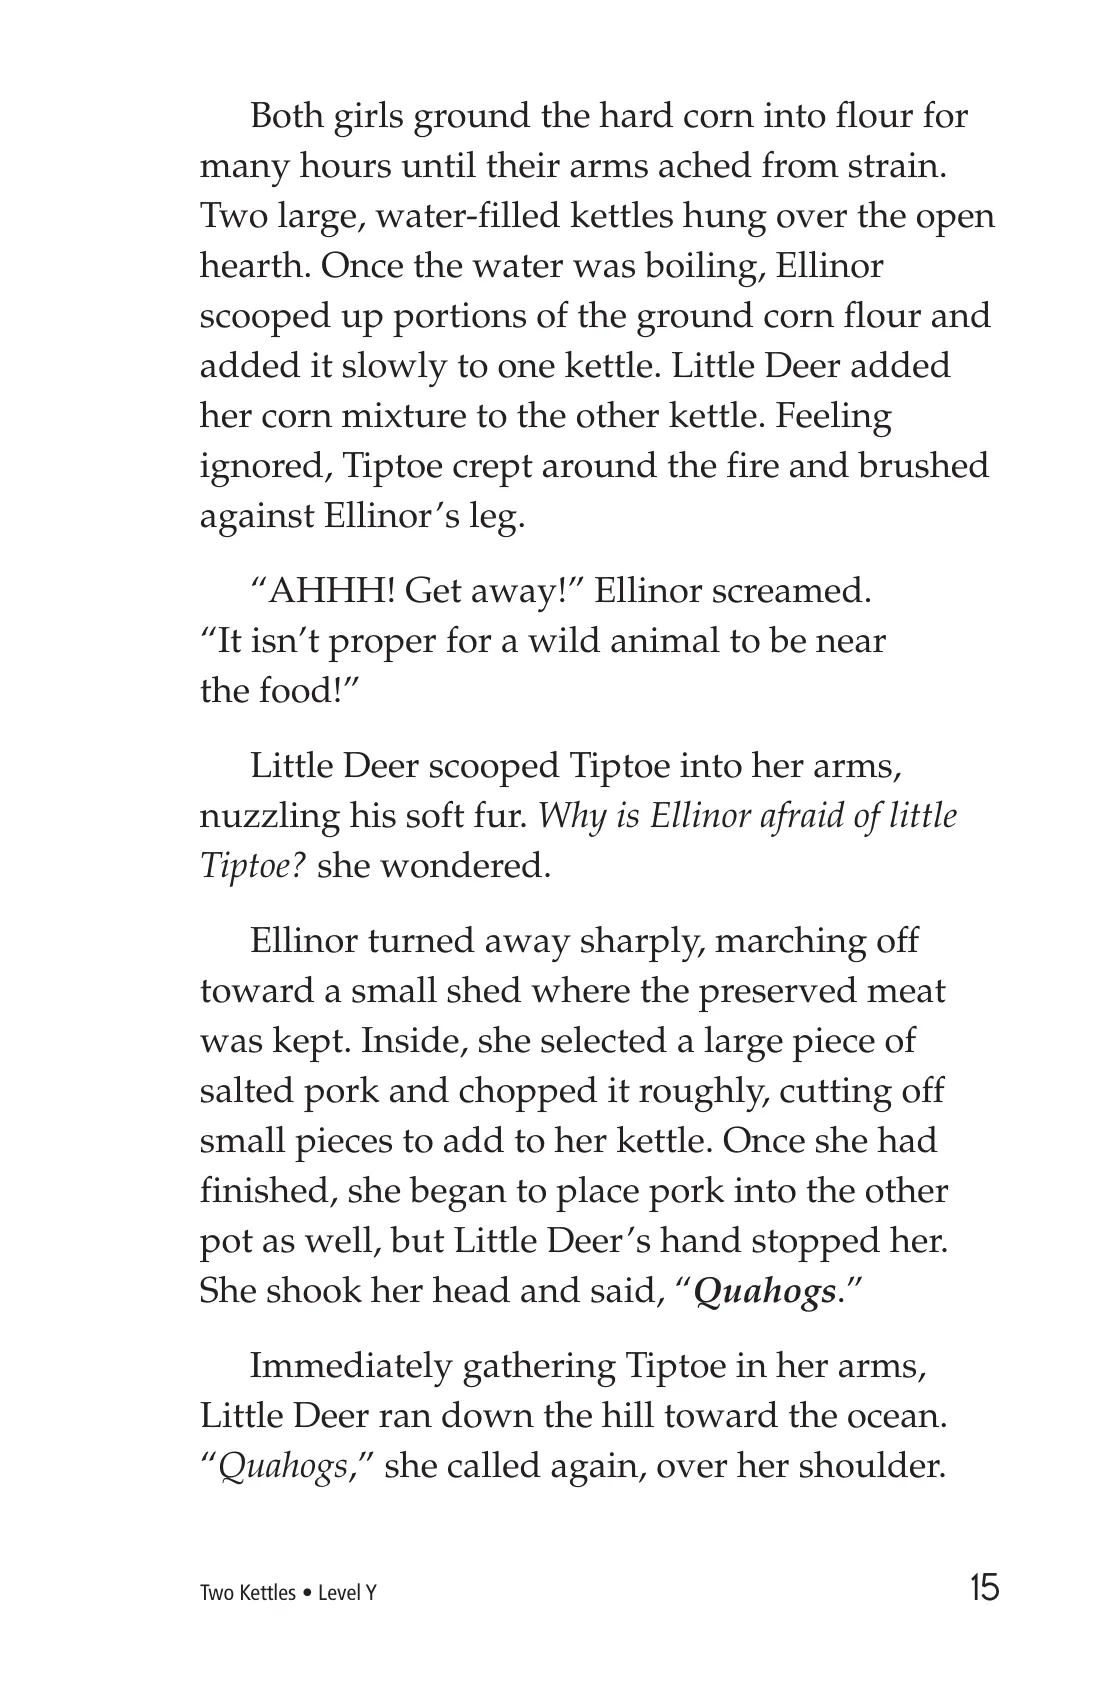 Both girls ground the hard corn into flour for
many hours until their arms ached from strain.
Two large, water-filled kettles hung over the open
hearth. Once the water was boiling, Ellinor
scooped up portions of the ground corn flour and
added it slowly to one kettle. Little Deer added
her corn mixture to the other kettle. Feeling
ignored, Tiptoe crept around the fire and brushed
against Ellinor’s leg.
“AHHH! Get away!” Ellinor screamed.
“It isn’t proper for a wild animal to be near
the food!”
Little Deer scooped Tiptoe into her arms,
nuzzling his soft fur. Why is Ellinor afraid of little
Tiptoe? she wondered.
Ellinor turned away sharply, marching off
toward a small shed where the preserved meat
was kept. Inside, she selected a large piece of
salted pork and chopped it roughly, cutting off
small pieces to add to her kettle. Once she had
finished, she began to place pork into the other
pot as well, but Little Deer’s hand stopped her.
She shook her head and said, “Quahogs.”
Immediately gathering Tiptoe in her arms,
Little Deer ran down the hill toward the ocean.
“Quahogs,” she called again, over her shoulder.
Two Kettles • Level Y
15